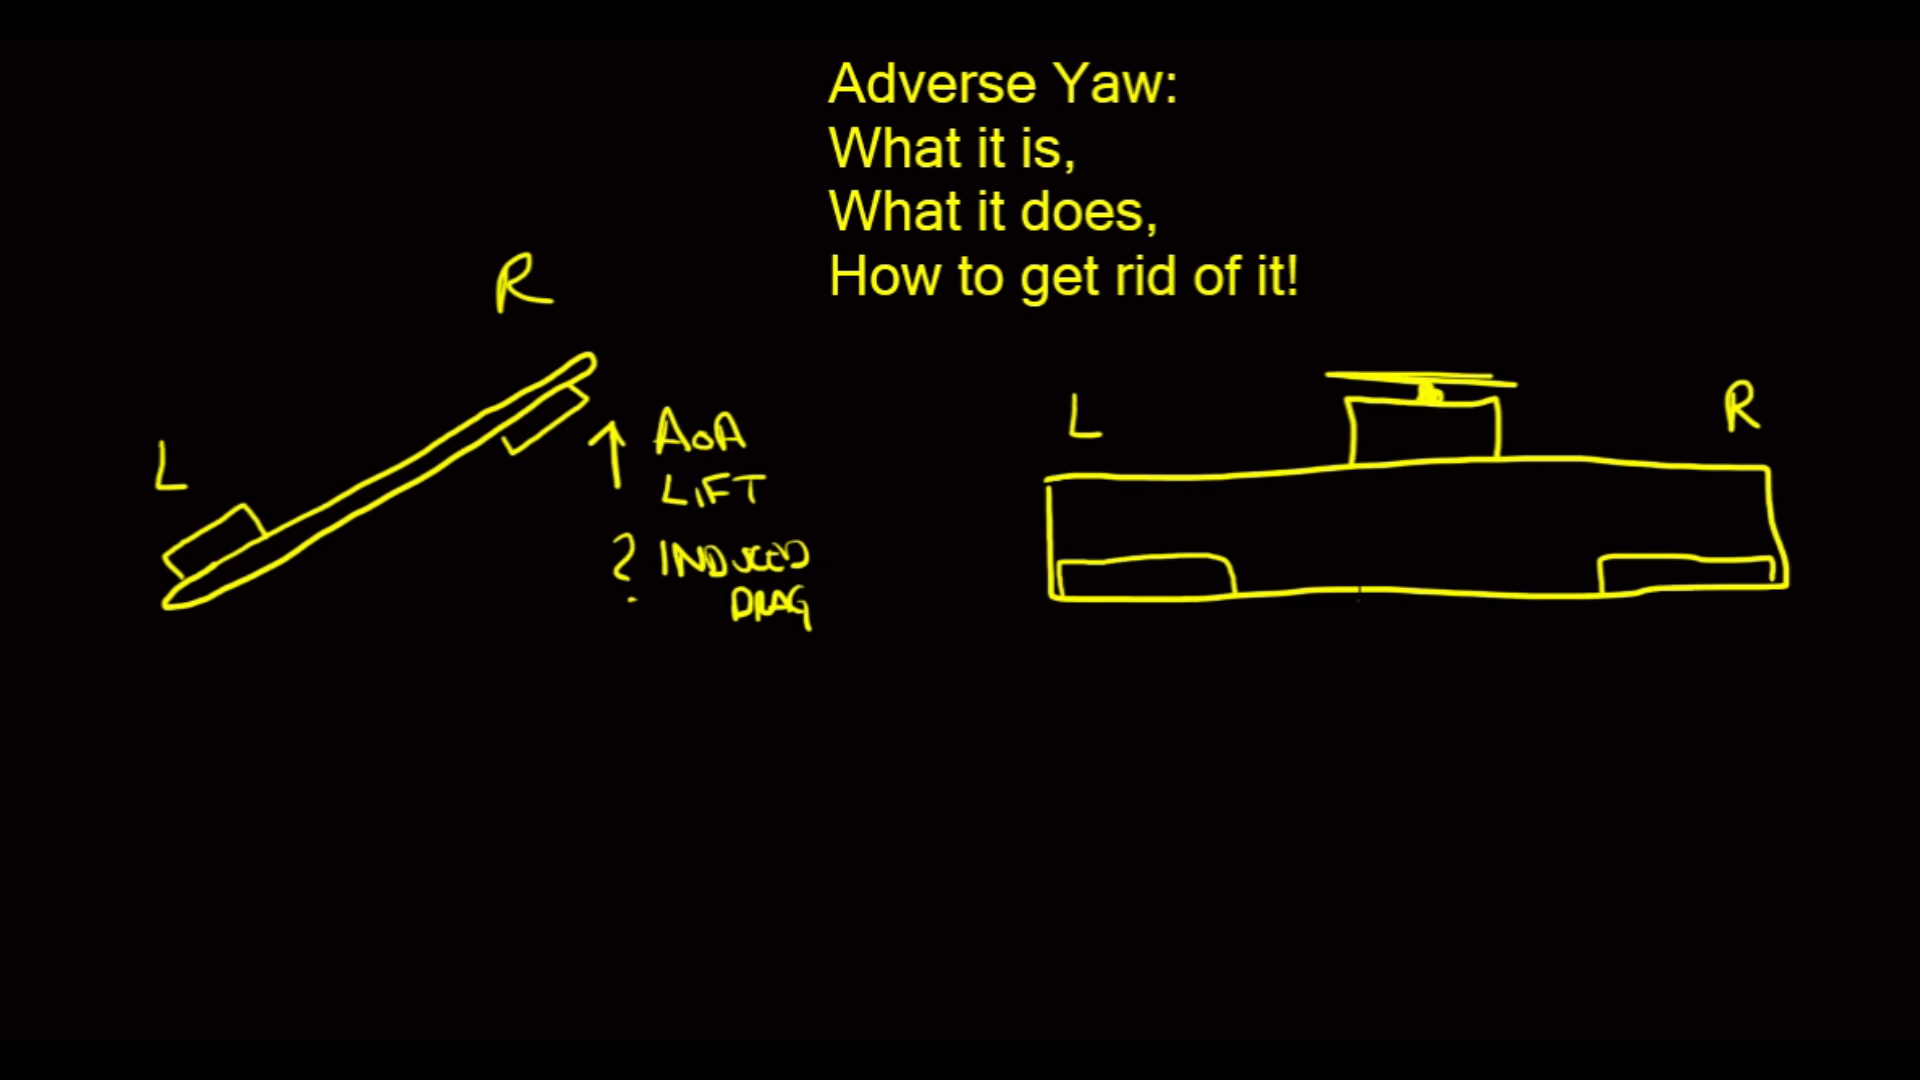 Adverse Yaw:
What it is,
What it does,
How to get rid of it!
R
L
AoA
LIFT
? INDUCED
DRAG
L
R